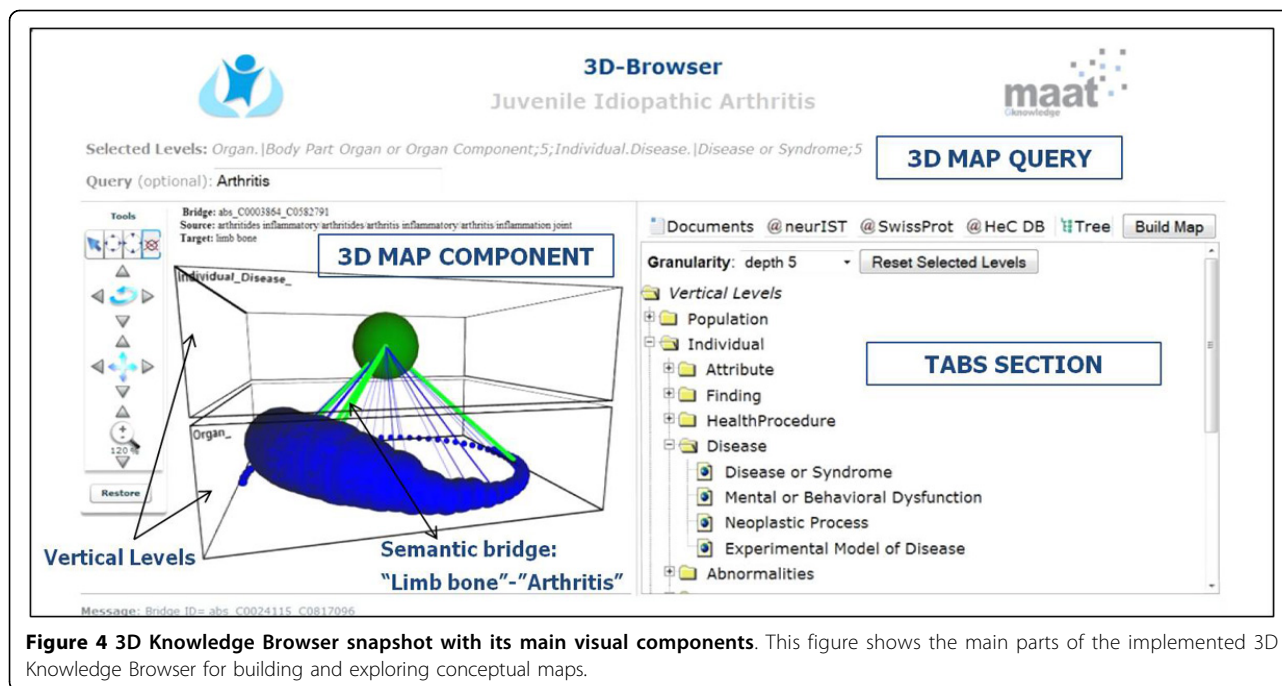 3D-Browser
Juvenile Idiopathic Arthritis
maat
Gknowledge
Selected Levels: Organ.|Body Part Organ or Organ Component;5;Individual.Disease.|Disease or Syndrome;5
3D MAP QUERY
Query (optional): Arthritis
Tools
Bridge: abs_C0003864_C0582791
Source: arthritides inflammatory/arthritides/arthritis inflammatory/arthritis/inflammation joint
Target: limb bone
3D MAP COMPONENT
Individual_Disease_
Organ_
120 %
Restore
Vertical Levels
Semantic bridge:
“Limb bone”-”Arthritis”
Documents @neurIST @SwissProt @HeC DB Tree Build Map
Granularity: depth 5 Reset Selected Levels
Vertical Levels
Population
Individual
Attribute
TABS SECTION
Finding
HealthProcedure
Disease
Disease or Syndrome
Mental or Behavioral Dysfunction
Neoplastic Process
Experimental Model of Disease
Abnormalities
Message: Bridge ID= abs_C0024115_C0817096
Figure 4 3D Knowledge Browser snapshot with its main visual components. This figure shows the main parts of the implemented 3D
Knowledge Browser for building and exploring conceptual maps.